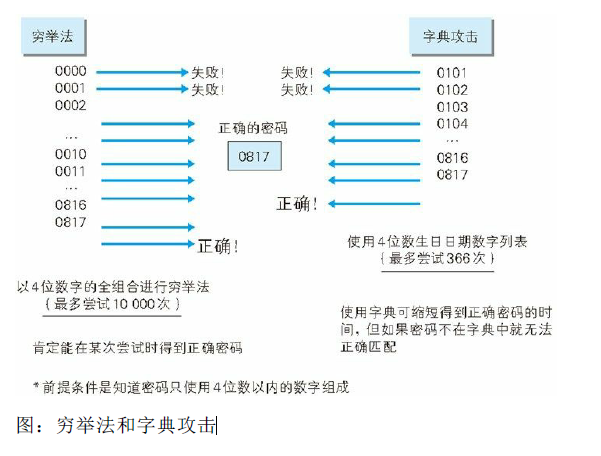 穷举法
字典攻击
0000
失败!
失败!
0101
0001
失败!
失败!
0102
0002
0103
正确的密码
0104
…
…
0817
0010
0816
0011
0817
…
0816
正确!
0817
正确!
使用4位数生日日期数字列表
(最多尝试366次)
以4位数字的全组合进行穷举法
(最多尝试10 000次)
使用字典可缩短得到正确密码的时
间,但如果密码不在字典中就无法
正确匹配
肯定能在某次尝试时得到正确密码
*前提条件是知道密码只使用4位数以内的数字组成
图:穷举法和字典攻击